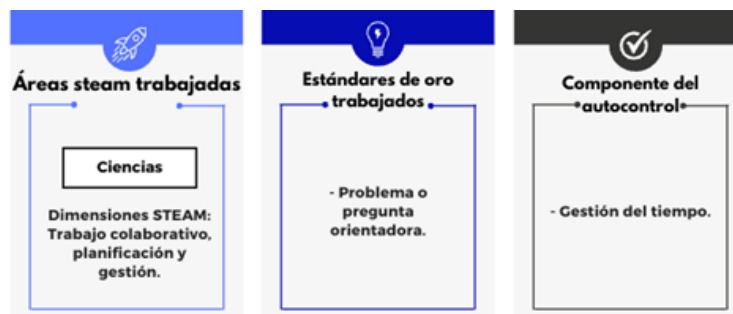 Áreas steam trabajadas
Ciencias
Dimensiones STEAM:
Trabajo colaborativo,
planificación y
gestión.
Estándares de oro
trabajados
- Problema o
pregunta
orientadora.
Componente del
autocontrol
- Gestión del tiempo.